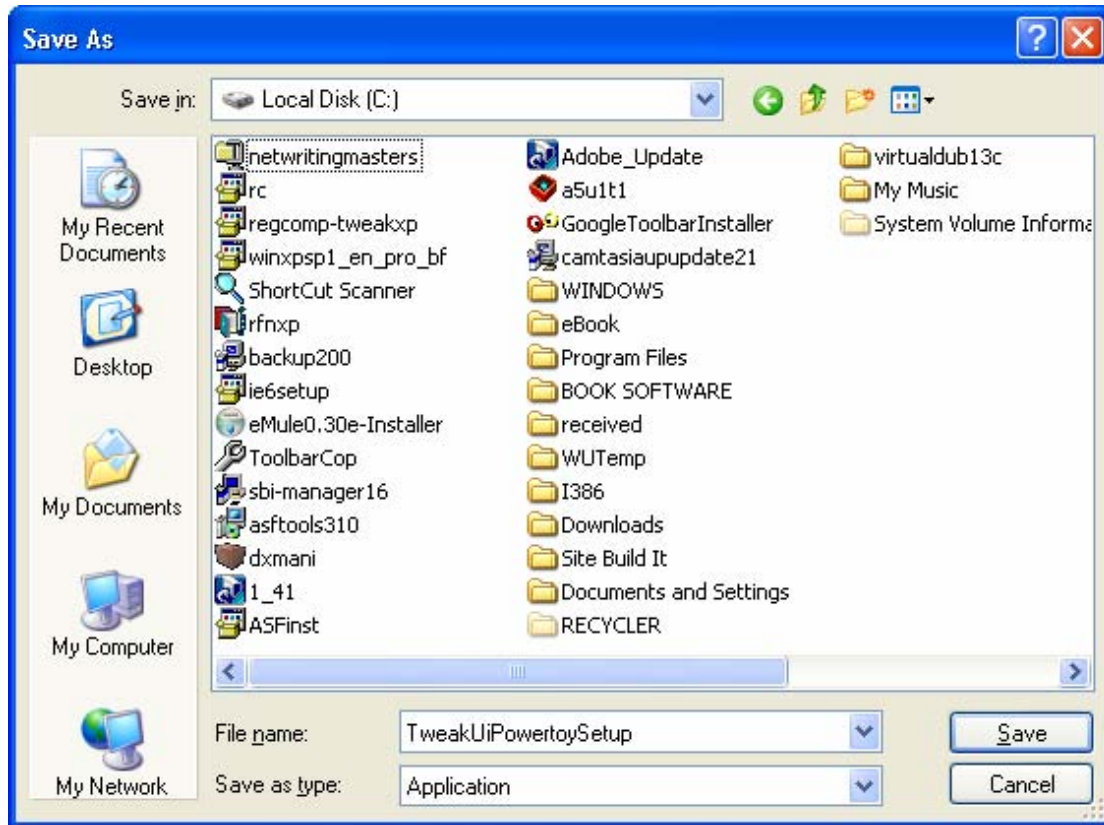 Save As
Save in:
Local Disk (C:)
My Recent
Documents
Desktop
My Documents
My Computer
My Network
netwritingmasters
rc
regcomp-tweakxp
winxpsp1_en_pro_bf
ShortCut Scanner
rfnxp
backup200
ie6setup
eMule0.30e-Installer
ToolbarCop
sbi-manager16
asftools310
dxmani
1_41
ASFinst
Adobe_Update
a5u1t1
GoogleToolbarInstaller
camtasiaupupdate21
WINDOWS
eBook
Program Files
BOOK SOFTWARE
received
WUTemp
I386
Downloads
Site Build It
Documents and Settings
RECYCLER
virtualdub13c
My Music
System Volume Informa
File name:
TweakUiPowertoySetup
Save
Save as type:
Application
Cancel